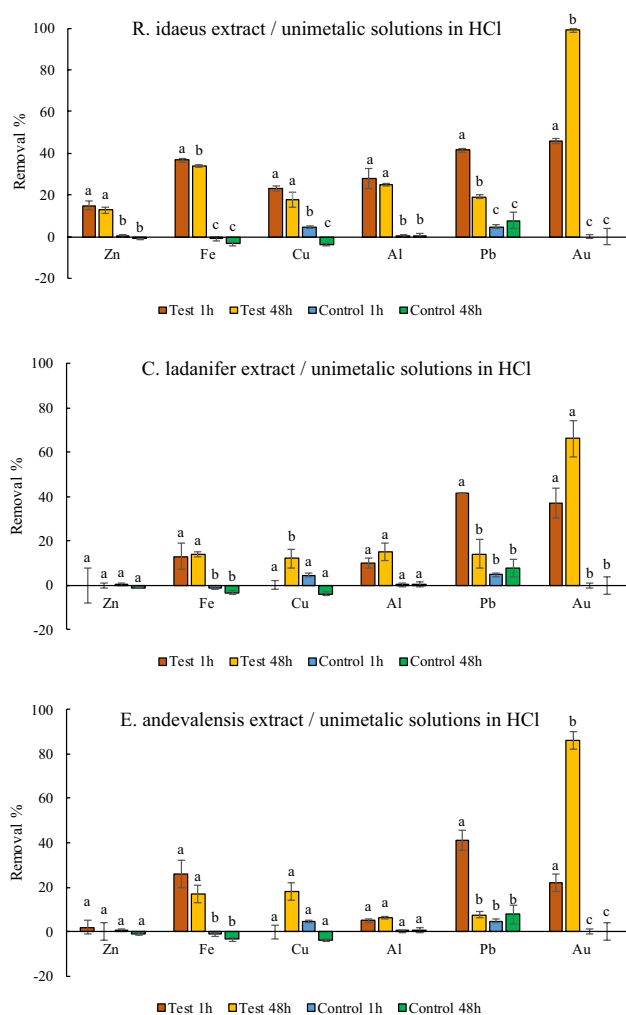 R. idaeus extract / unimetalic solutions in HCl
Removal %
100
80
60
40
20
0
-20
a a b b
a b c c
a a b c
a a b b
a b c c
a b c c
Zn Fe Cu Al Pb Au
Test 1h Test 48h Control 1h Control 48h
C. ladanifer extract / unimetalic solutions in HCl
Removal %
100
80
60
40
20
0
-20
a a a a
a a b b
a b a a
a a a a
a b b b
a a b b
Zn Fe Cu Al Pb Au
Test 1h Test 48h Control 1h Control 48h
E. andevalensis extract / unimetalic solutions in HCl
Removal %
100
80
60
40
20
0
-20
a a a a
a a b b
a a a a
a a a a
a b b b
a b c c
Zn Fe Cu Al Pb Au
Test 1h Test 48h Control 1h Control 48h